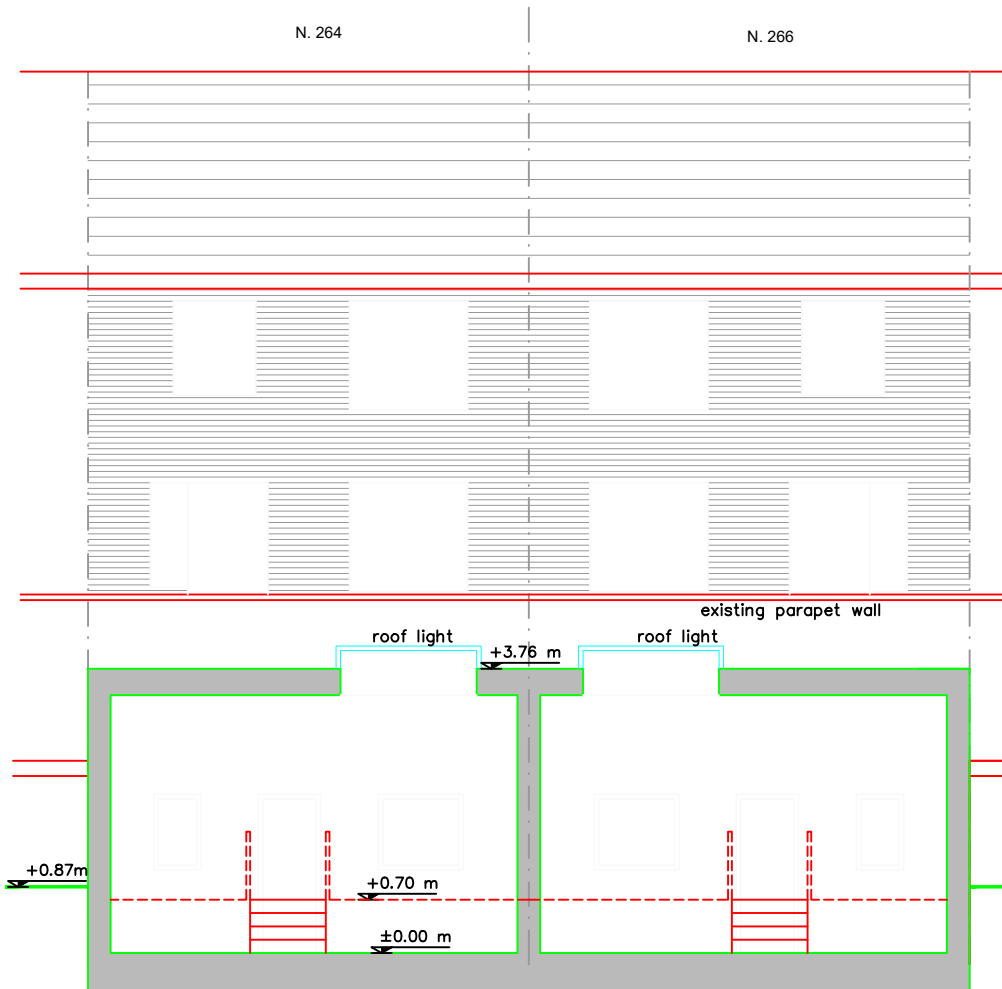 N. 264
N. 266
existing parapet wall
roof light
roof light
+3.76 m
+0.87m
+0.70 m
±0.00 m